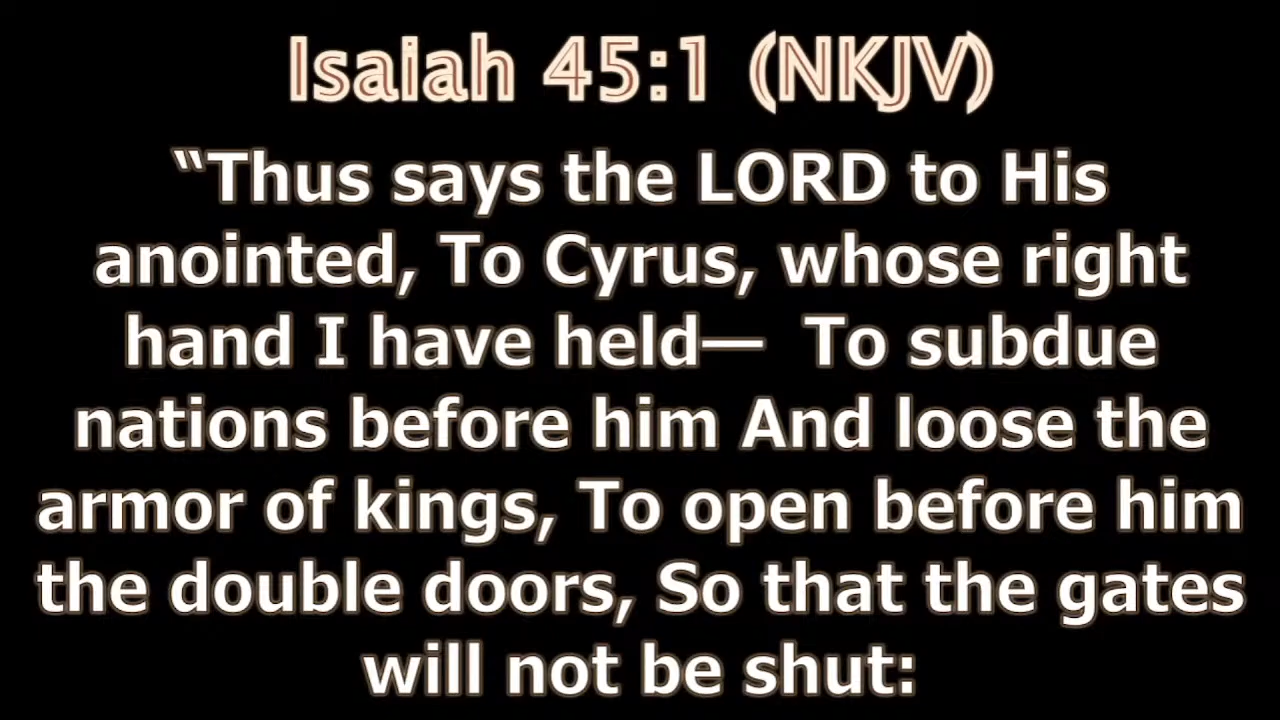 Isaiah 45:1 (NKJV)
“Thus says the LORD to His
anointed, To Cyrus, whose right
hand I have held—  To subdue
nations before him And loose the
armor of kings, To open before him
the double doors, So that the gates
will not be shut: